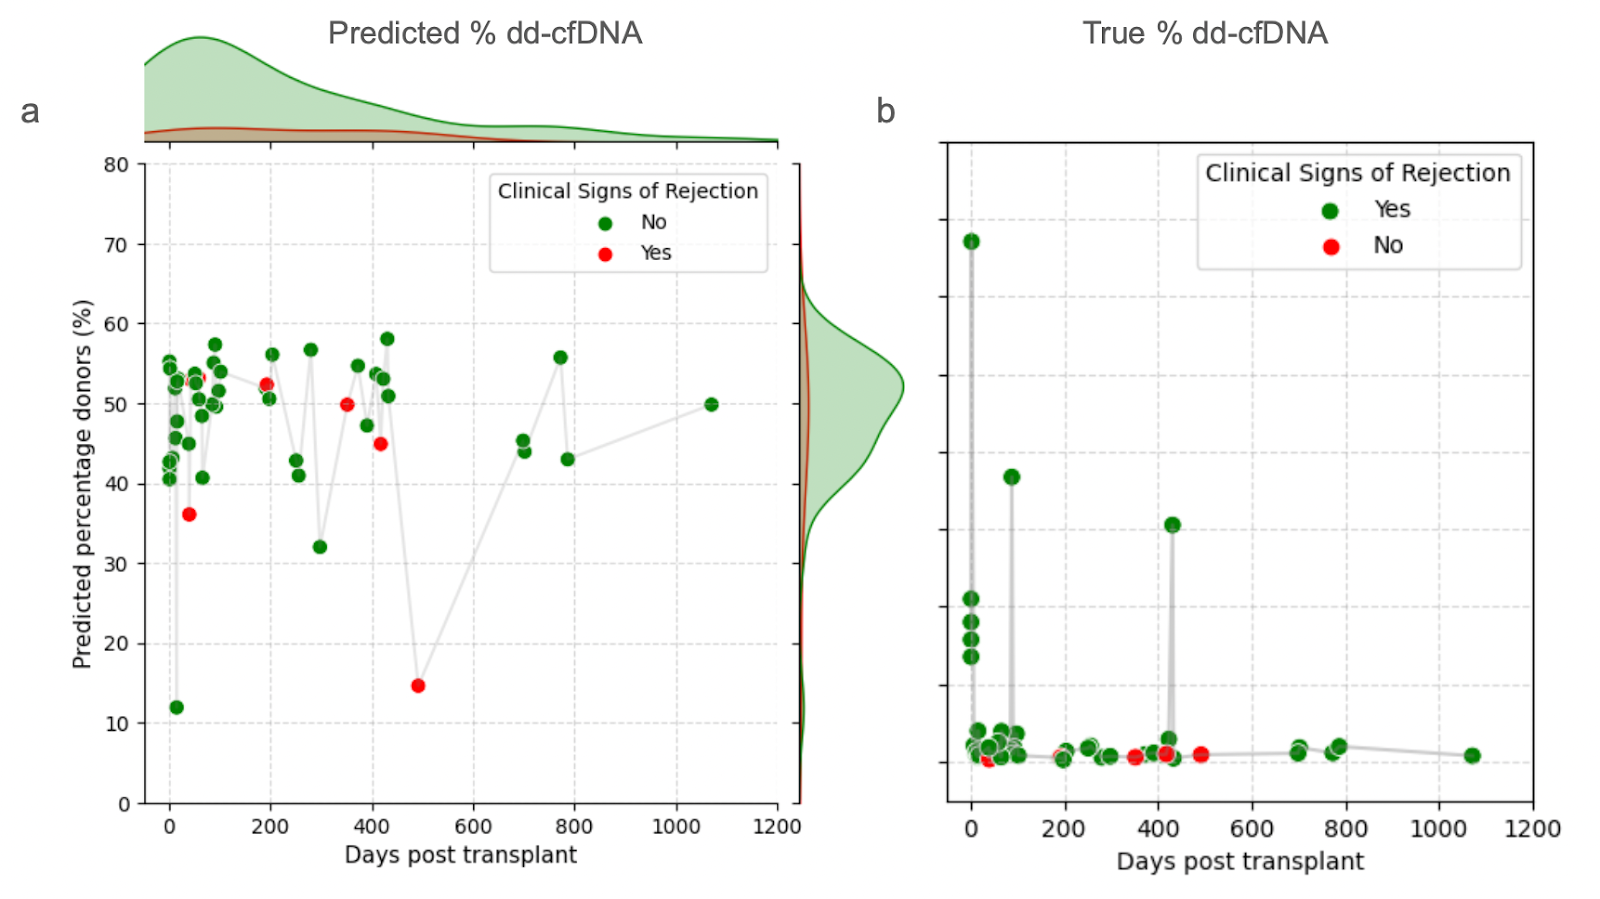 Predicted % dd-cfDNA
True % dd-cfDNA
a
b
80
70
60
50
40
30
20
10
0
Predicted percentage donors (%)
Clinical Signs of Rejection
No
Yes
0 200 400 600 800 1000 1200
Days post transplant
Clinical Signs of Rejection
Yes
No
0 200 400 600 800 1000 1200
Days post transplant